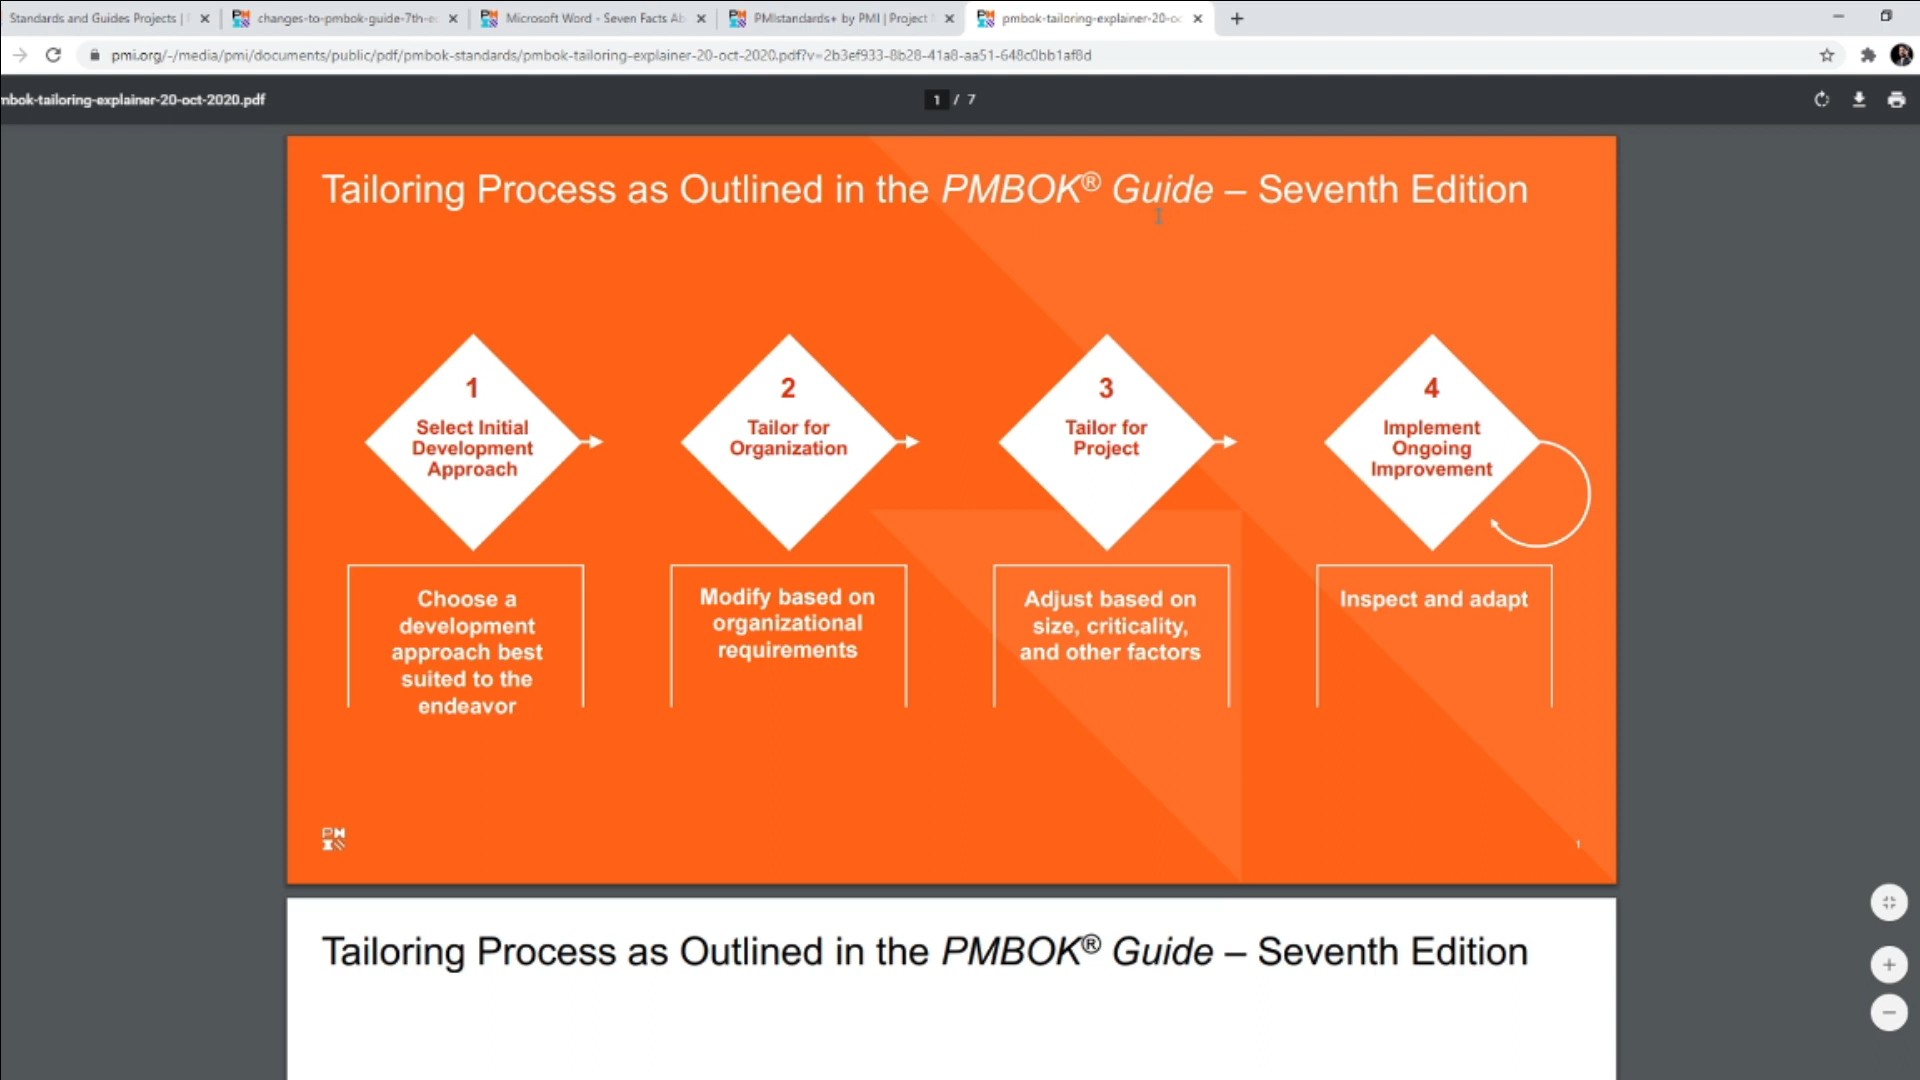 Standards and Guides Projects |
changes-to-pmbok-guide-7th-e
Microsoft Word - Seven Facts Ab
PMIstandards+ by PMI | Project
pmbok-tailoring-explainer-20-oc
pmi.org/-/media/pmi/documents/public/pdf/pmbok-standards/pmbok-tailoring-explainer-20-oct-2020.pdf?v=2b3ef933-8b28-41a8-aa51-648c0bb1af8d
mbok-tailoring-explainer-20-oct-2020.pdf
1 / 7
Tailoring Process as Outlined in the PMBOK® Guide – Seventh Edition
1
Select Initial
Development
Approach
2
Tailor for
Organization
3
Tailor for
Project
4
Implement
Ongoing
Improvement
Choose a
development
approach best
suited to the
endeavor
Modify based on
organizational
requirements
Adjust based on
size, criticality,
and other factors
Inspect and adapt
1
Tailoring Process as Outlined in the PMBOK® Guide – Seventh Edition